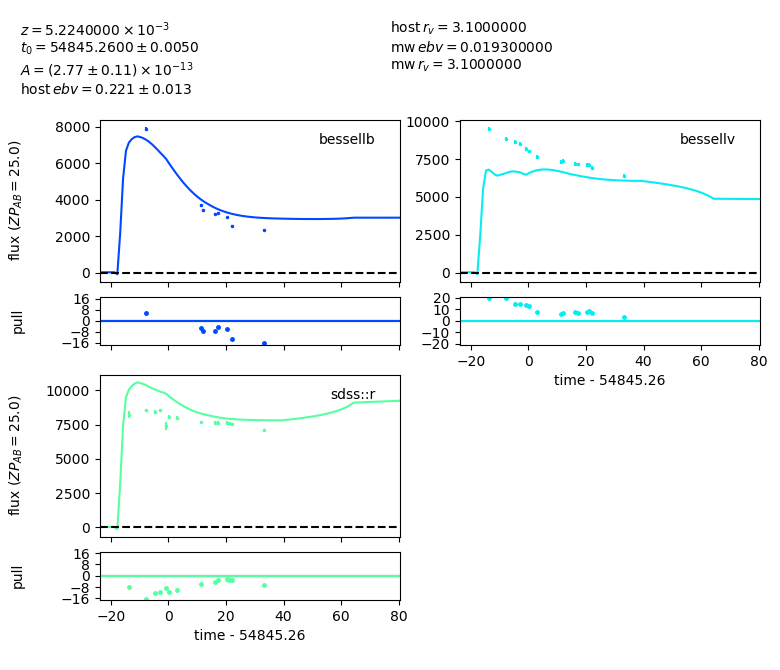 z = 5.2240000 × 10⁻³
t₀ = 54845.2600 ± 0.0050
A = (2.77 ± 0.11) × 10⁻¹³
host ebv = 0.221 ± 0.013
host r_v = 3.1000000
mw ebv = 0.019300000
mw r_v = 3.1000000
bessellb
flux (ZP_AB = 25.0)
8000
6000
4000
2000
0
pull
16
8
0
−8
−16
bessellv
10000
7500
5000
2500
0
20
10
0
−10
−20
−20 0 20 40 60 80
time - 54845.26
sdss::r
flux (ZP_AB = 25.0)
10000
7500
5000
2500
0
pull
16
8
0
−8
−16
−20 0 20 40 60 80
time - 54845.26